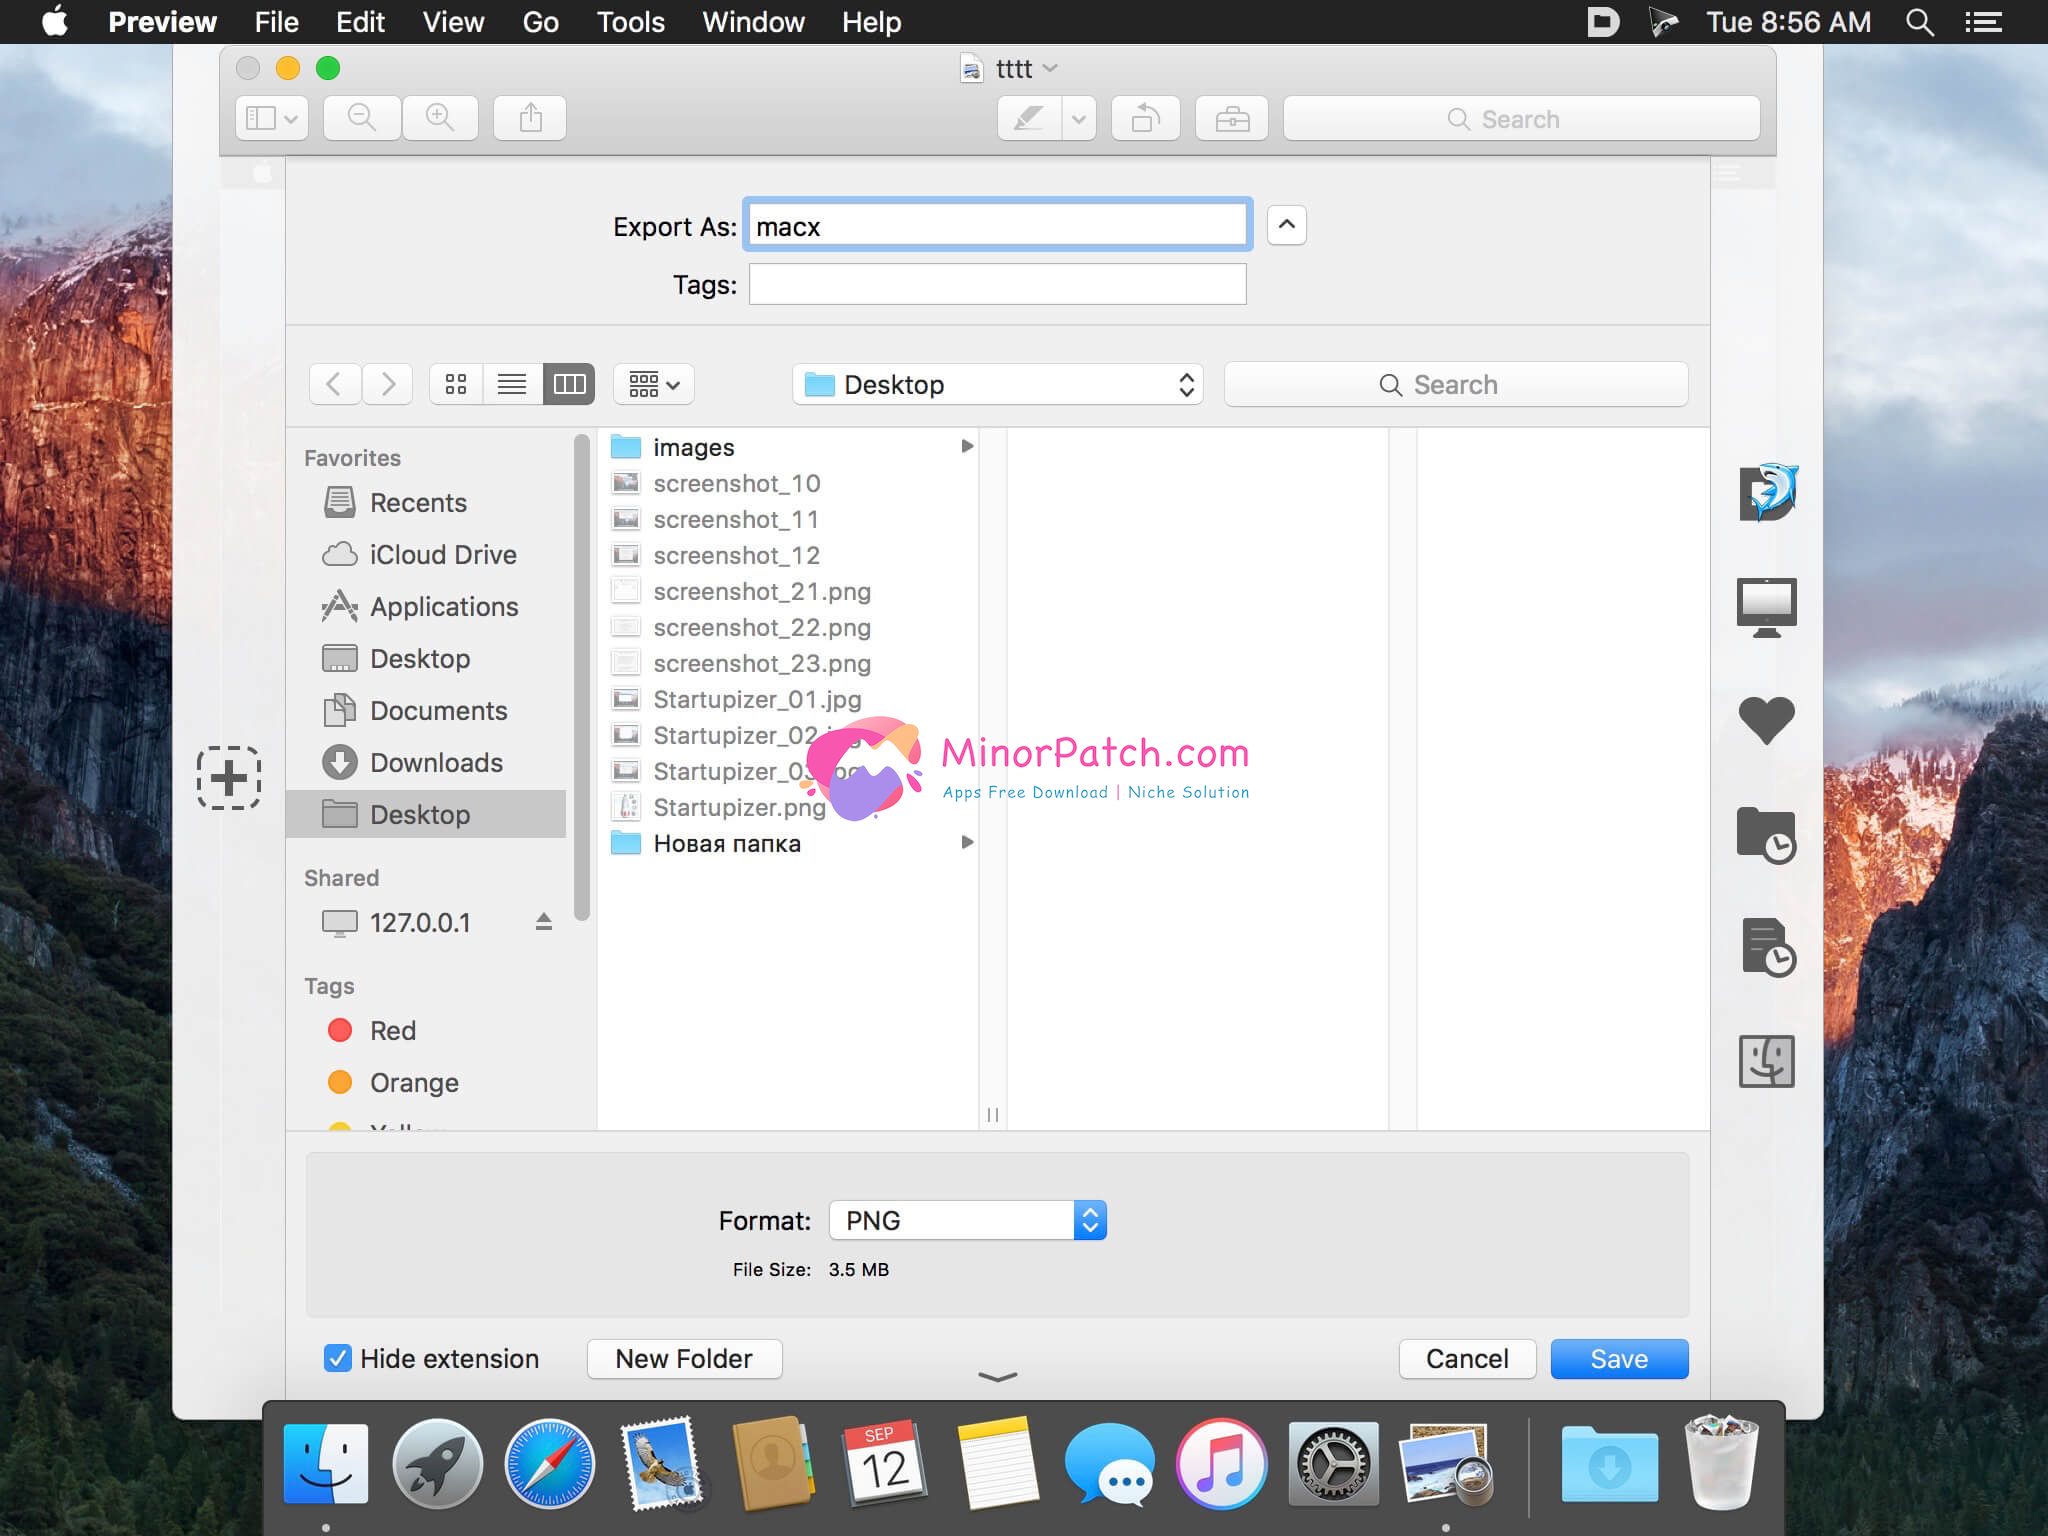 Preview File Edit View Go Tools Window Help Tue 8:56 AM
tttt
Search
Export As: macx
Tags:
Desktop
Search
Favorites
Recents
iCloud Drive
Applications
Desktop
Documents
Downloads
Desktop
Shared
127.0.0.1
Tags
Red
Orange
images
screenshot_10
screenshot_11
screenshot_12
screenshot_21.png
screenshot_22.png
screenshot_23.png
Startupizer_01.jpg
Startupizer_02.jpg
Startupizer_03.jpg
Startupizer.png
Новая папка
MinorPatch.com
Apps Free Download | Niche Solution
Format: PNG
File Size: 3.5 MB
Hide extension
New Folder
Cancel
Save
SEP
12